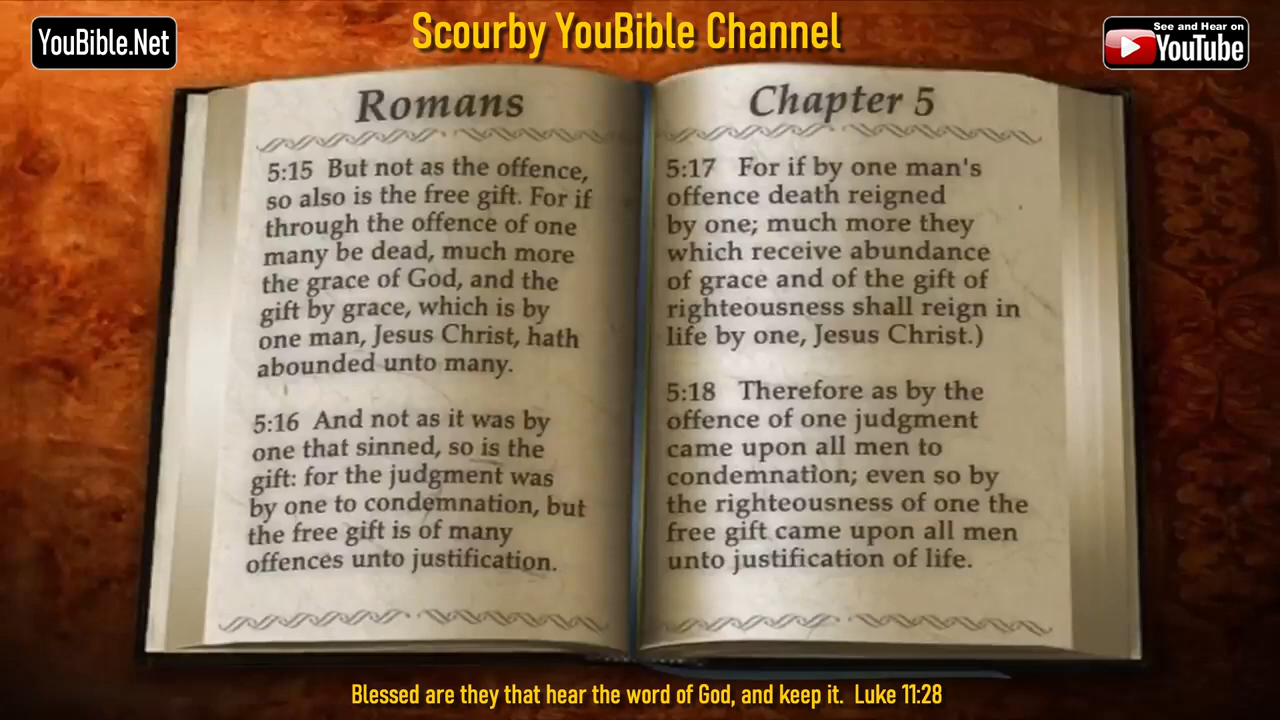 YouBible.Net
Scourby YouBible Channel
See and Hear on
YouTube
Romans
5:15 But not as the offence,
so also is the free gift. For if
through the offence of one
many be dead, much more
the grace of God, and the
gift by grace, which is by
one man, Jesus Christ, hath
abounded unto many.
5:16 And not as it was by
one that sinned, so is the
gift: for the judgment was
by one to condemnation, but
the free gift is of many
offences unto justification.
Chapter 5
5:17 For if by one man's
offence death reigned
by one; much more they
which receive abundance
of grace and of the gift of
righteousness shall reign in
life by one, Jesus Christ.)
5:18 Therefore as by the
offence of one judgment
came upon all men to
condemnation; even so by
the righteousness of one the
free gift came upon all men
unto justification of life.
Blessed are they that hear the word of God, and keep it. Luke 11:28